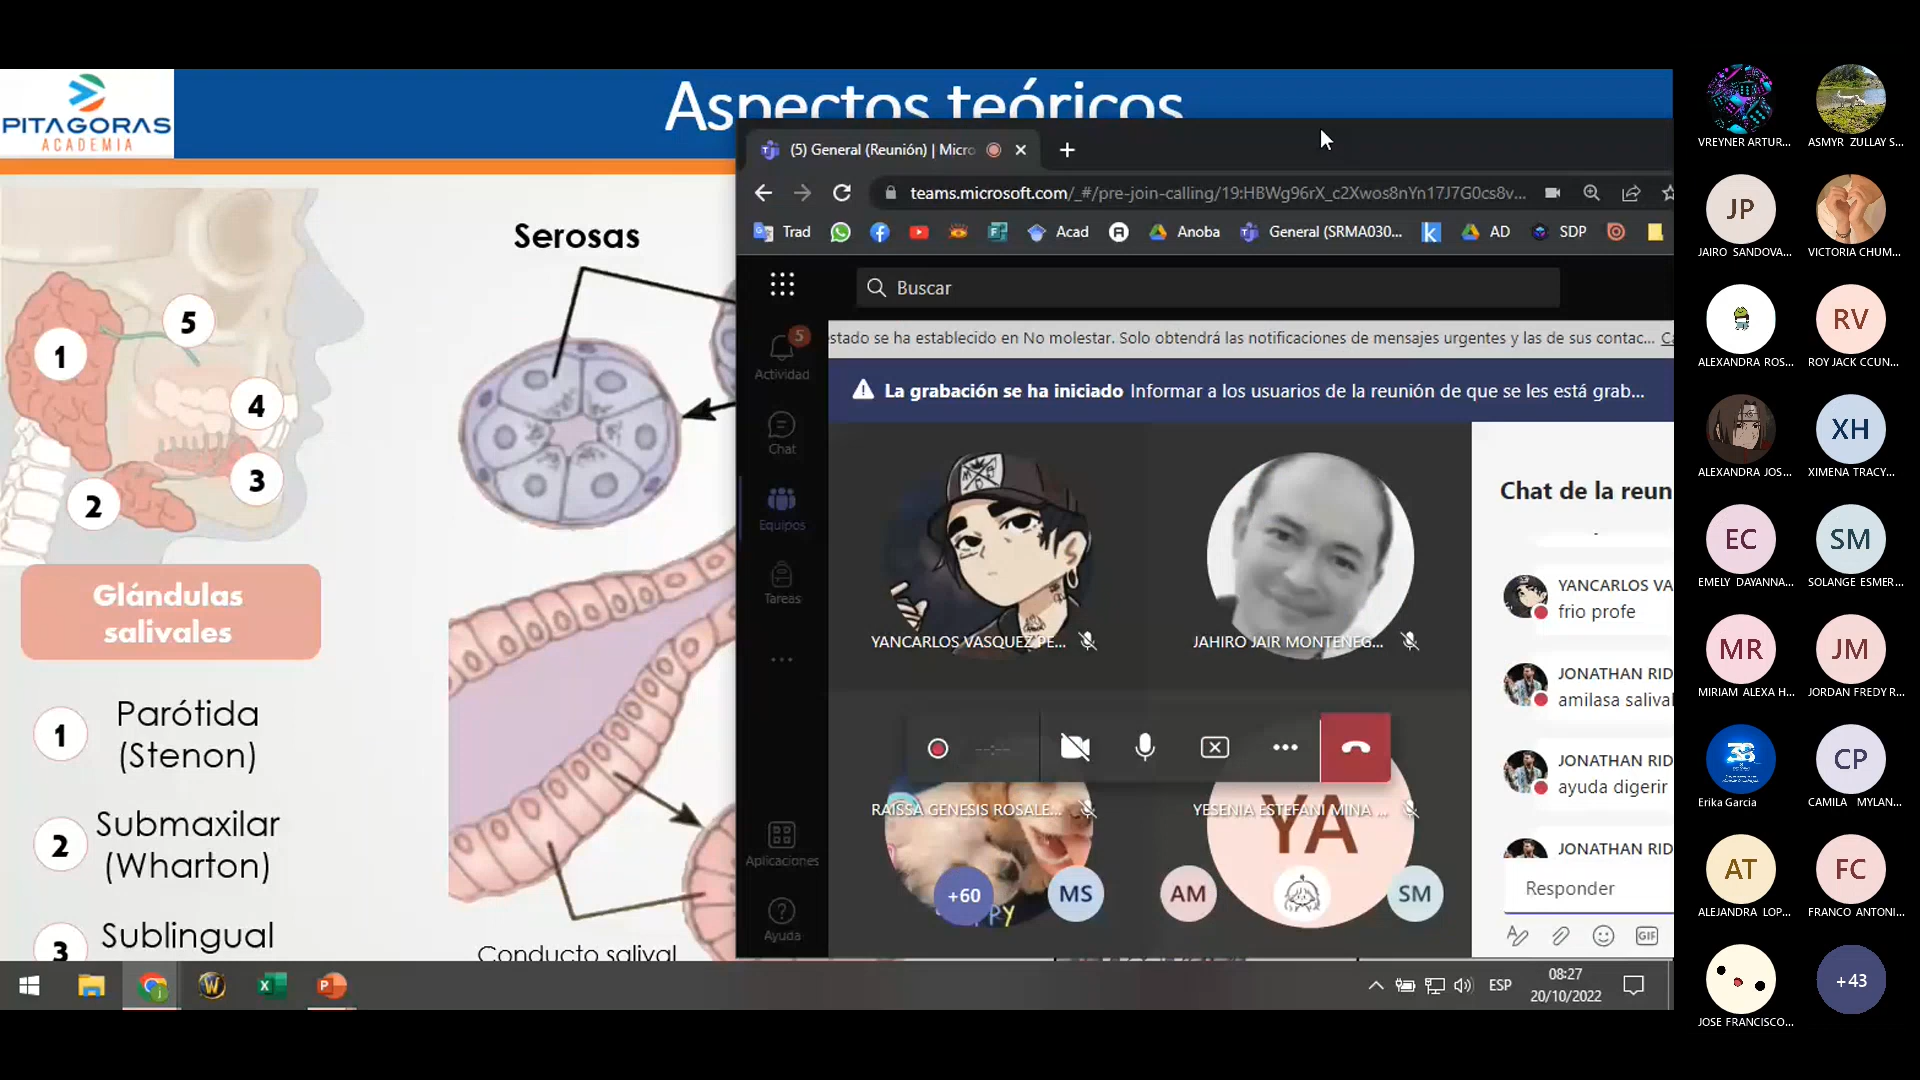 PITAGORAS
ACADEMIA
Aspectos teóricos
Serosas
1
5
4
3
2
Glándulas
salivales
1 Parótida
(Stenon)
2 Submaxilar
(Wharton)
3 Sublingual
Conducto salival
(5) General (Reunión) | Micro
teams.microsoft.com/_#/pre-join-calling/19:HBWg96rX_c2Xwos8nYn17J7G0cs8v...
Trad
Acad
Anoba
General (SRMA030...
AD
SDP
Buscar
5
Actividad
Chat
Equipos
Tareas
Aplicaciones
Ayuda
stado se ha establecido en No molestar. Solo obtendrá las notificaciones de mensajes urgentes y las de sus contac...
La grabación se ha iniciado Informar a los usuarios de la reunión de que se les está grab...
YANCARLOS VASQUEZ PE...
JAHIRO JAIR MONTENEG...
RAISSA GENESIS ROSALE...
YESENIA ESTEFANI MINA ...
YA
+60
MS
AM
SM
Chat de la reun
YANCARLOS VA
frio profe
JONATHAN RID
amilasa salival
JONATHAN RID
ayuda digerir
JONATHAN RID
Responder
GIF
ESP
08:27
20/10/2022
VREYNER ARTUR...
ASMYR ZULLAY S...
JP
JAIRO SANDOVA...
VICTORIA CHUM...
ALEXANDRA ROS...
RV
ROY JACK CCUN...
ALEXANDRA JOS...
XH
XIMENA TRACY...
EC
EMELY DAYANNA...
SM
SOLANGE ESMER...
MR
MIRIAM ALEXA H...
JM
JORDAN FREDY R...
Erika Garcia
CP
CAMILA MYLAN...
AT
ALEJANDRA LOP...
FC
FRANCO ANTONI...
JOSE FRANCISCO...
+43